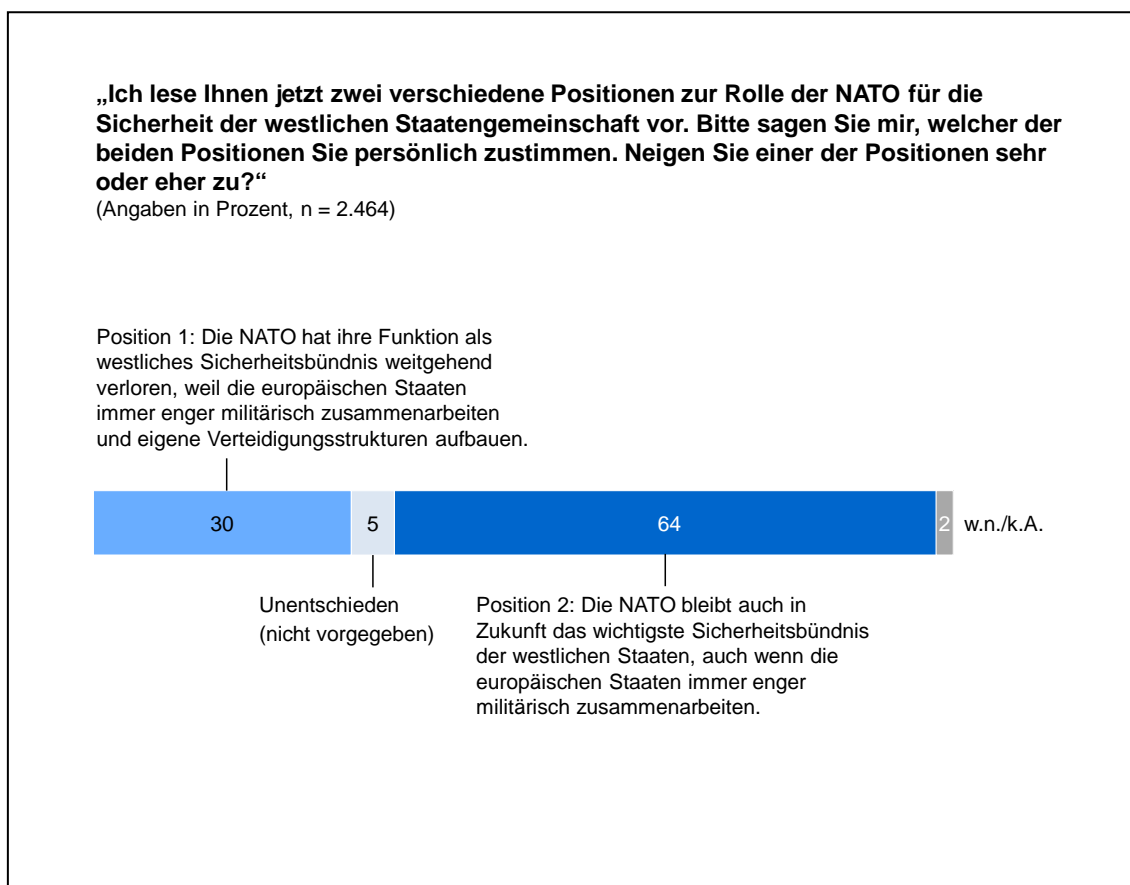 „Ich lese Ihnen jetzt zwei verschiedene Positionen zur Rolle der NATO für die
Sicherheit der westlichen Staatengemeinschaft vor. Bitte sagen Sie mir, welcher der
beiden Positionen Sie persönlich zustimmen. Neigen Sie einer der Positionen sehr
oder eher zu?“
(Angaben in Prozent, n = 2.464)
Position 1: Die NATO hat ihre Funktion als
westliches Sicherheitsbündnis weitgehend
verloren, weil die europäischen Staaten
immer enger militärisch zusammenarbeiten
und eigene Verteidigungsstrukturen aufbauen.
30 5 64 2 w.n./k.A.
Unentschieden
(nicht vorgegeben)
Position 2: Die NATO bleibt auch in
Zukunft das wichtigste Sicherheitsbündnis
der westlichen Staaten, auch wenn die
europäischen Staaten immer enger
militärisch zusammenarbeiten.